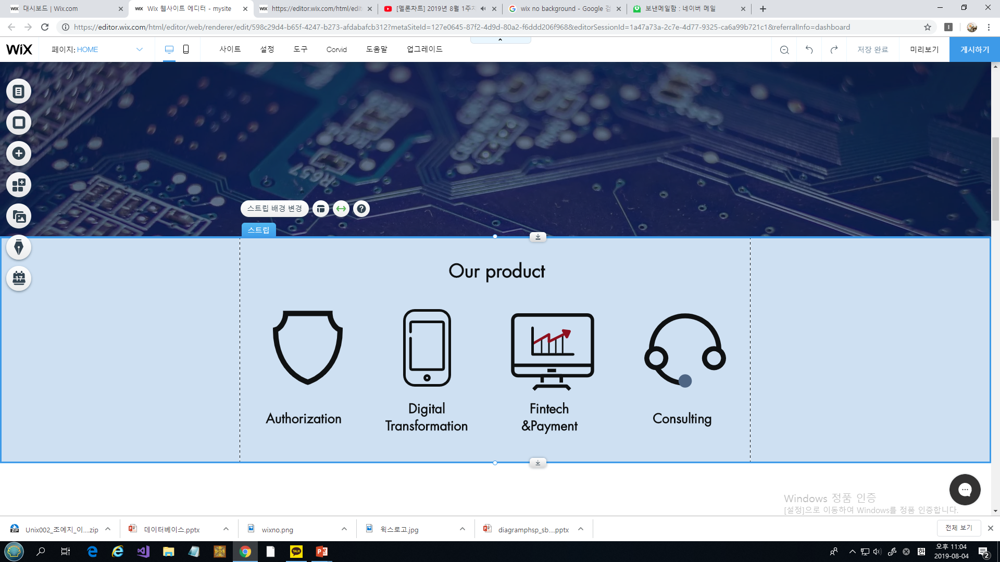 대시보드 | Wix.com
Wix 웹사이트 에디터 - mysite
https://editor.wix.com/html/edit
[멜론차트] 2019년 8월 1주차
wix no background - Google 검
보낸메일함 : 네이버 메일
https://editor.wix.com/html/editor/web/renderer/edit/598c29d4-b65f-4247-b273-afdabafcb312?metaSiteId=127e0645-87f2-4d9d-80a2-f6ddd206f968&editorSessionId=1a47a73a-2c7e-4d77-9325-ca6a99b721c1&referralInfo=dashboard
WiX
페이지: HOME
사이트
설정
도구
Corvid
도움말
업그레이드
저장 완료
미리보기
게시하기
R657
스트립 배경 변경
스트립
17
Our product
Authorization
Digital
Transformation
Fintech
&Payment
Consulting
Windows 정품 인증
[설정]으로 이동하여 Windows를 정품 인증합니다.
Unix002_조예지_이....zip
데이터베이스.pptx
wixno.png
윅스로고.jpg
diagramphsp_sb....pptx
전체 보기
TALK
한
오후 11:04
2019-08-04
2